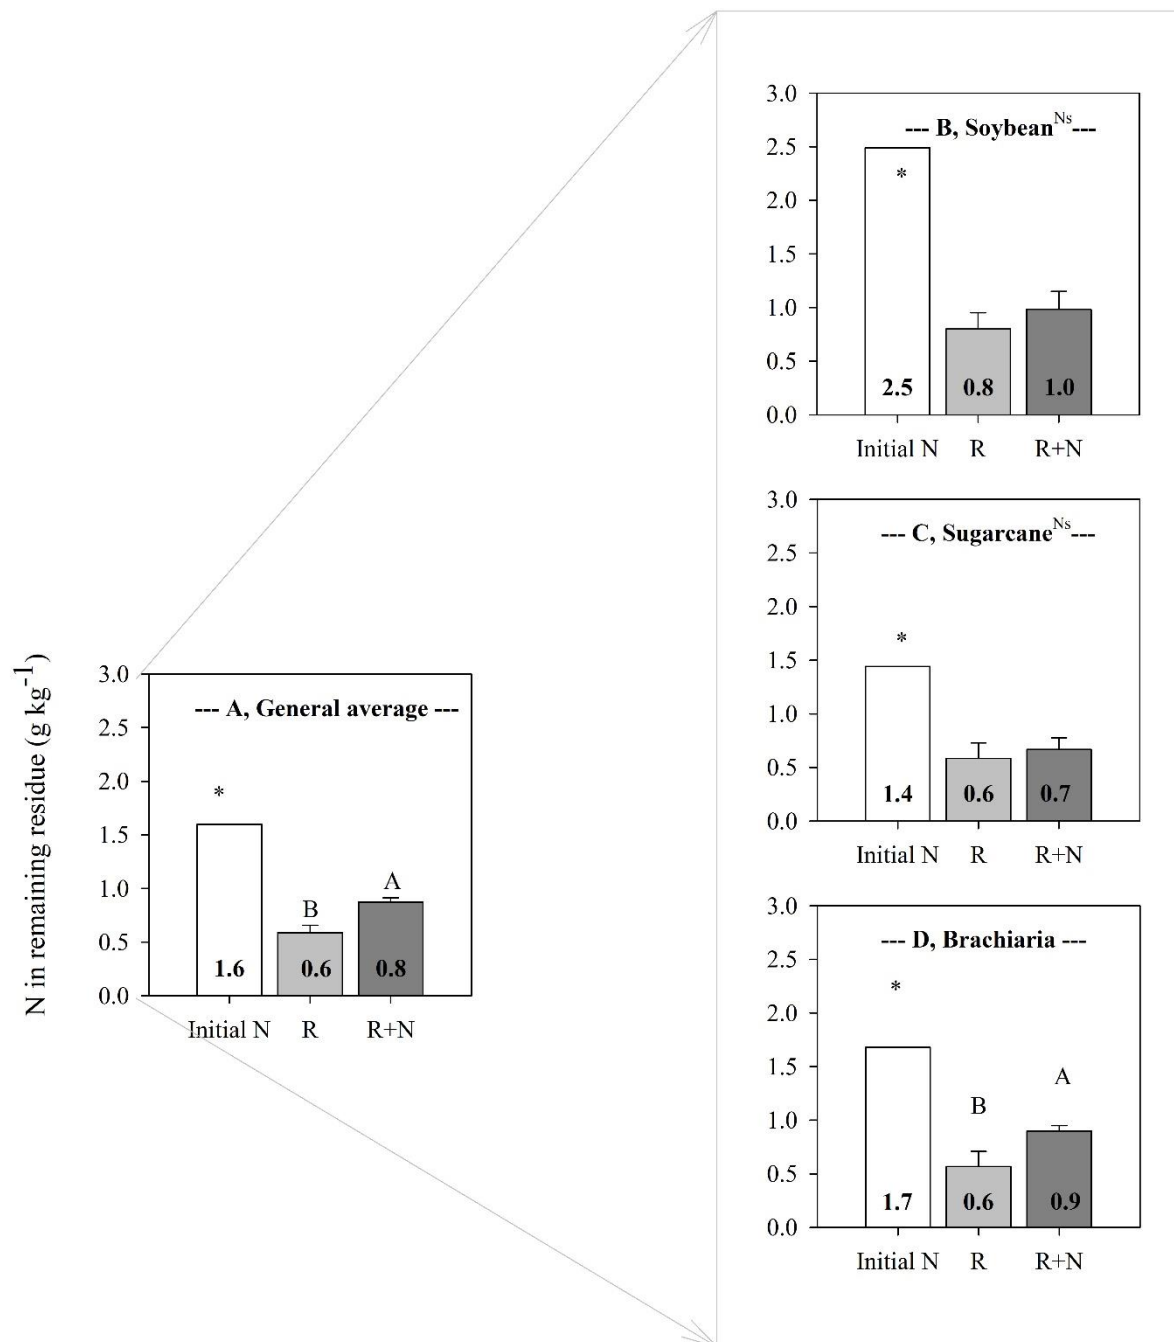 N in remaining residue (g kg⁻¹)
3.0
--- A, General average ---
2.5
2.0
*
1.5
1.0
A
B
0.5
1.6 0.6 0.8
0.0
Initial N R R+N
3.0
--- B, Soybean^Ns---
2.5
*
2.0
1.5
1.0
0.5
2.5 0.8 1.0
0.0
Initial N R R+N
3.0
--- C, Sugarcane^Ns---
2.5
2.0
*
1.5
1.0
0.5
1.4 0.6 0.7
0.0
Initial N R R+N
3.0
--- D, Brachiaria ---
2.5
*
2.0
1.5
A
B
1.0
0.5
1.7 0.6 0.9
0.0
Initial N R R+N